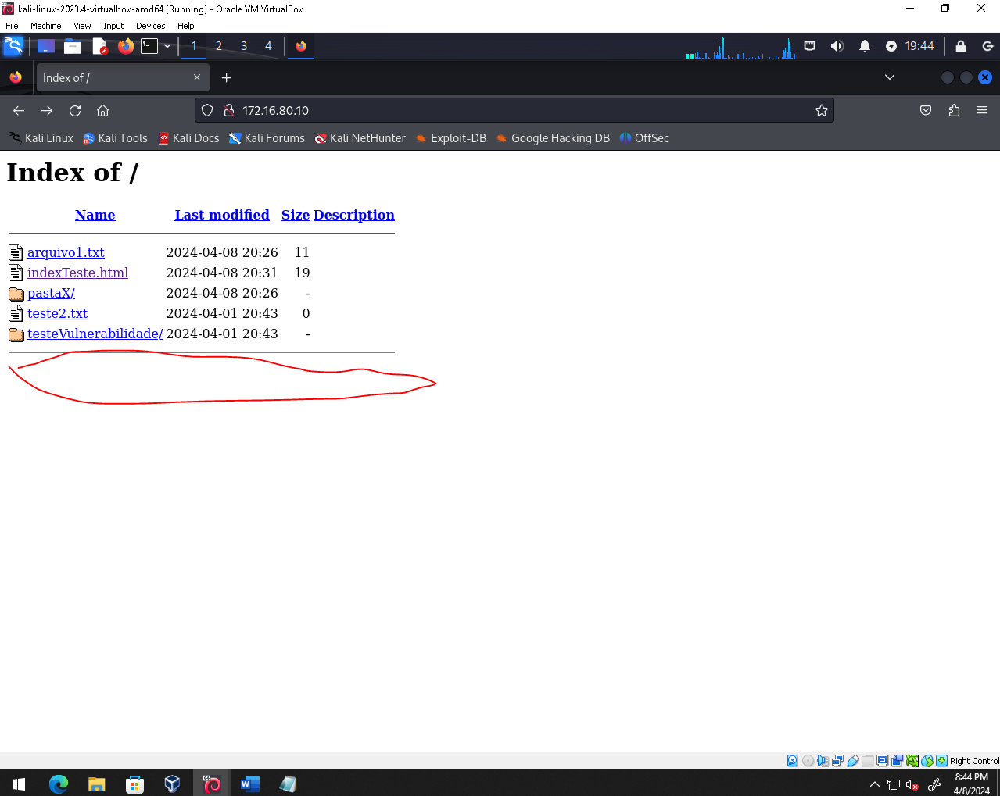 kali-linux-2023.4-virtualbox-amd64 [Running] - Oracle VM VirtualBox
File Machine View Input Devices Help
1 2 3 4 19:44
Index of /
172.16.80.10
Kali Linux Kali Tools Kali Docs Kali Forums Kali NetHunter Exploit-DB Google Hacking DB OffSec
Index of /
Name Last modified Size Description
arquivo1.txt 2024-04-08 20:26 11
indexTeste.html 2024-04-08 20:31 19
pastaX/ 2024-04-08 20:26 -
teste2.txt 2024-04-01 20:43 0
testeVulnerabilidade/ 2024-04-01 20:43 -
Right Control
64
8:44 PM
4/8/2024